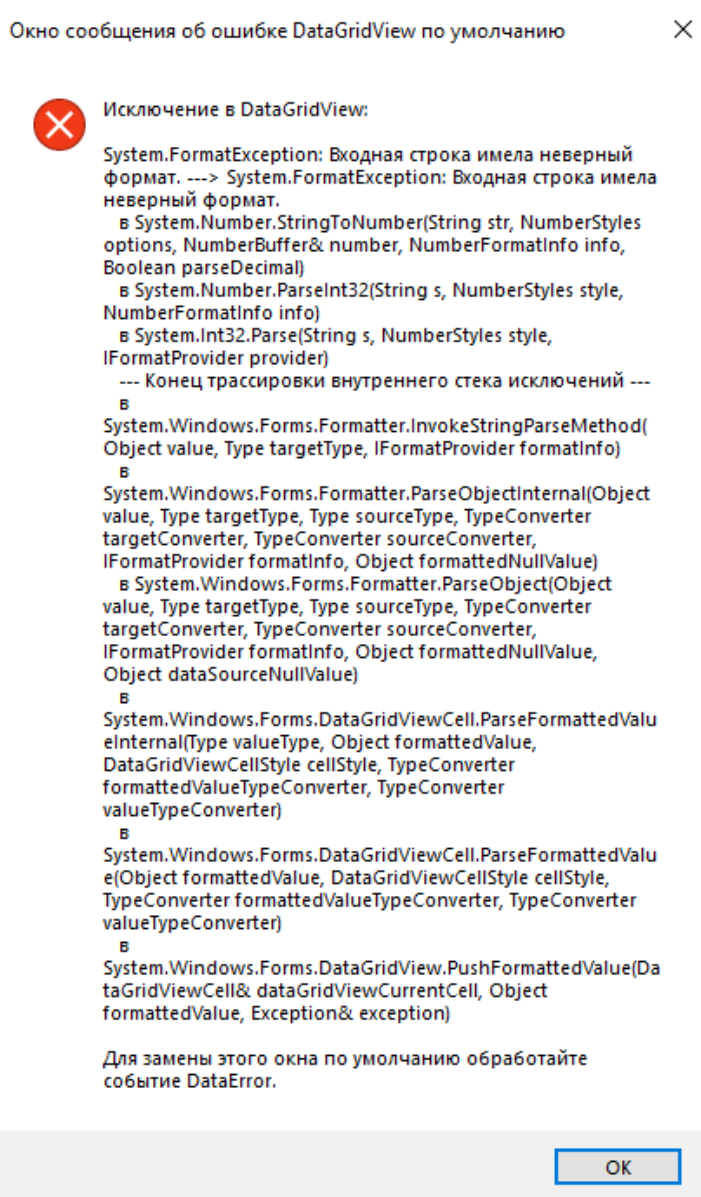 Окно сообщения об ошибке DataGridView по умолчанию
Исключение в DataGridView:
System.FormatException: Входная строка имела неверный
формат. ---> System.FormatException: Входная строка имела
неверный формат.
в System.Number.StringToNumber(String str, NumberStyles
options, NumberBuffer& number, NumberFormatInfo info,
Boolean parseDecimal)
в System.Number.ParseInt32(String s, NumberStyles style,
NumberFormatInfo info)
в System.Int32.Parse(String s, NumberStyles style,
IFormatProvider provider)
--- Конец трассировки внутреннего стека исключений ---
в
System.Windows.Forms.Formatter.InvokeStringParseMethod(
Object value, Type targetType, IFormatProvider formatInfo)
в
System.Windows.Forms.Formatter.ParseObjectInternal(Object
value, Type targetType, Type sourceType, TypeConverter
targetConverter, TypeConverter sourceConverter,
IFormatProvider formatInfo, Object formattedNullValue)
в System.Windows.Forms.Formatter.ParseObject(Object
value, Type targetType, Type sourceType, TypeConverter
targetConverter, TypeConverter sourceConverter,
IFormatProvider formatInfo, Object formattedNullValue,
Object dataSourceNullValue)
в
System.Windows.Forms.DataGridViewCell.ParseFormattedValu
eInternal(Type valueType, Object formattedValue,
DataGridViewCellStyle cellStyle, TypeConverter
formattedValueTypeConverter, TypeConverter
valueTypeConverter)
в
System.Windows.Forms.DataGridViewCell.ParseFormattedValu
e(Object formattedValue, DataGridViewCellStyle cellStyle,
TypeConverter formattedValueTypeConverter, TypeConverter
valueTypeConverter)
в
System.Windows.Forms.DataGridView.PushFormattedValue(Da
taGridViewCell& dataGridViewCurrentCell, Object
formattedValue, Exception& exception)
Для замены этого окна по умолчанию обработайте
событие DataError.
OK